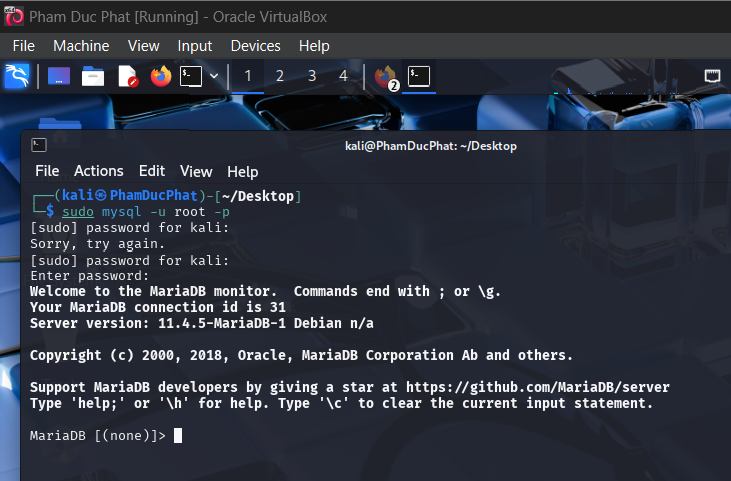 Pham Duc Phat [Running] - Oracle VirtualBox
File Machine View Input Devices Help
1 2 3 4 2
kali@PhamDucPhat: ~/Desktop
File Actions Edit View Help
┌──(kali㉿PhamDucPhat)-[~/Desktop]
└─$ sudo mysql -u root -p
[sudo] password for kali:
Sorry, try again.
[sudo] password for kali:
Enter password:
Welcome to the MariaDB monitor.  Commands end with ; or \g.
Your MariaDB connection id is 31
Server version: 11.4.5-MariaDB-1 Debian n/a
Copyright (c) 2000, 2018, Oracle, MariaDB Corporation Ab and others.
Support MariaDB developers by giving a star at https://github.com/MariaDB/server
Type 'help;' or '\h' for help. Type '\c' to clear the current input statement.
MariaDB [(none)]>